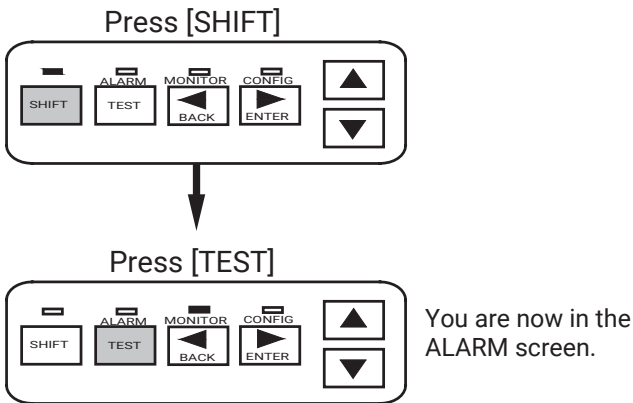 Press [SHIFT]
ALARM MONITOR CONFIG
SHIFT TEST BACK ENTER
Press [TEST]
ALARM MONITOR CONFIG
SHIFT TEST BACK ENTER
You are now in the
ALARM screen.